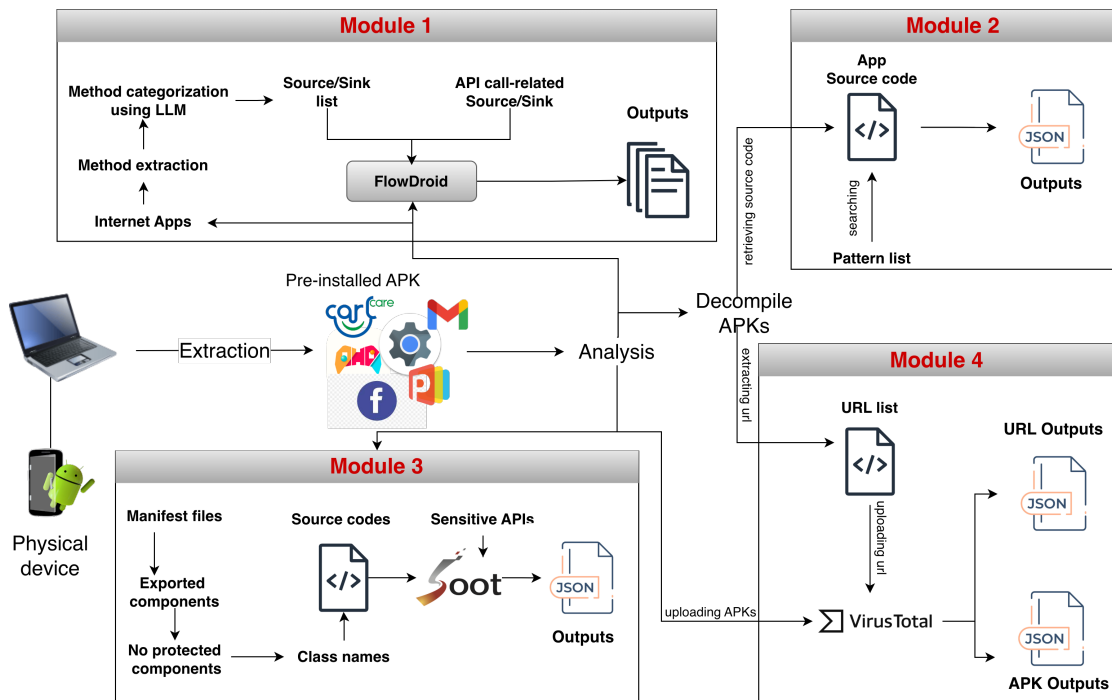 Module 1
Method categorization
using LLM
Source/Sink
list
API call-related
Source/Sink
Outputs
Method extraction
FlowDroid
Internet Apps
Module 2
App
Source code
</>
JSON
Outputs
retrieving source code
searching
Pattern list
Pre-installed APK
carl care
f
P
Extraction
Analysis
Decompile
APKs
extracting url
Physical
device
Module 3
Manifest files
Source codes
Sensitive APIs
Exported
components
</>
Soot
JSON
Outputs
No protected
components
Class names
uploading APKs
Module 4
URL list
</>
URL Outputs
JSON
uploading url
VirusTotal
JSON
APK Outputs